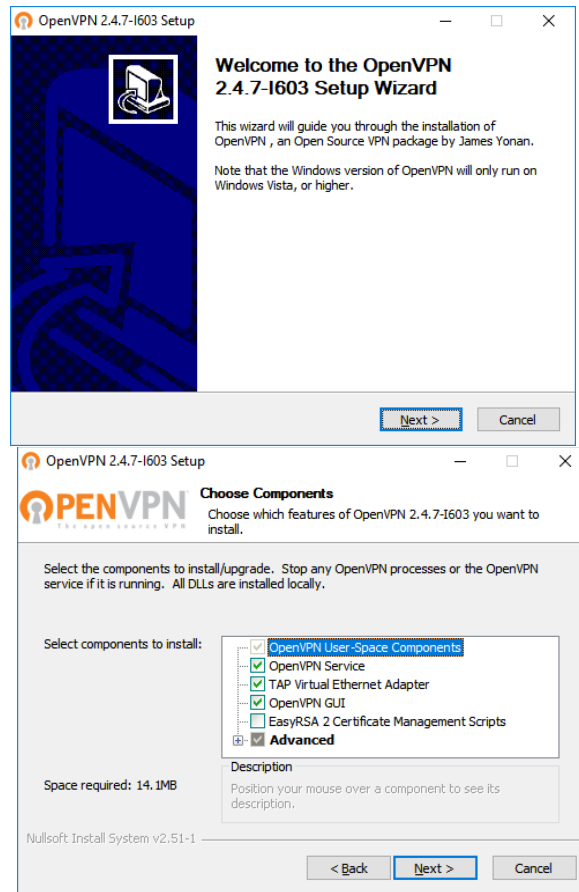 OpenVPN 2.4.7-I603 Setup
Welcome to the OpenVPN
2.4.7-I603 Setup Wizard
This wizard will guide you through the installation of
OpenVPN , an Open Source VPN package by James Yonan.
Note that the Windows version of OpenVPN will only run on
Windows Vista, or higher.
Next >
Cancel
OpenVPN 2.4.7-I603 Setup
OPENVPN
The open source VPN
Choose Components
Choose which features of OpenVPN 2.4.7-I603 you want to
install.
Select the components to install/upgrade. Stop any OpenVPN processes or the OpenVPN
service if it is running. All DLLs are installed locally.
Select components to install:
OpenVPN User-Space Components
OpenVPN Service
TAP Virtual Ethernet Adapter
OpenVPN GUI
EasyRSA 2 Certificate Management Scripts
Advanced
Space required: 14.1MB
Description
Position your mouse over a component to see its
description.
Nullsoft Install System v2.51-1
< Back
Next >
Cancel